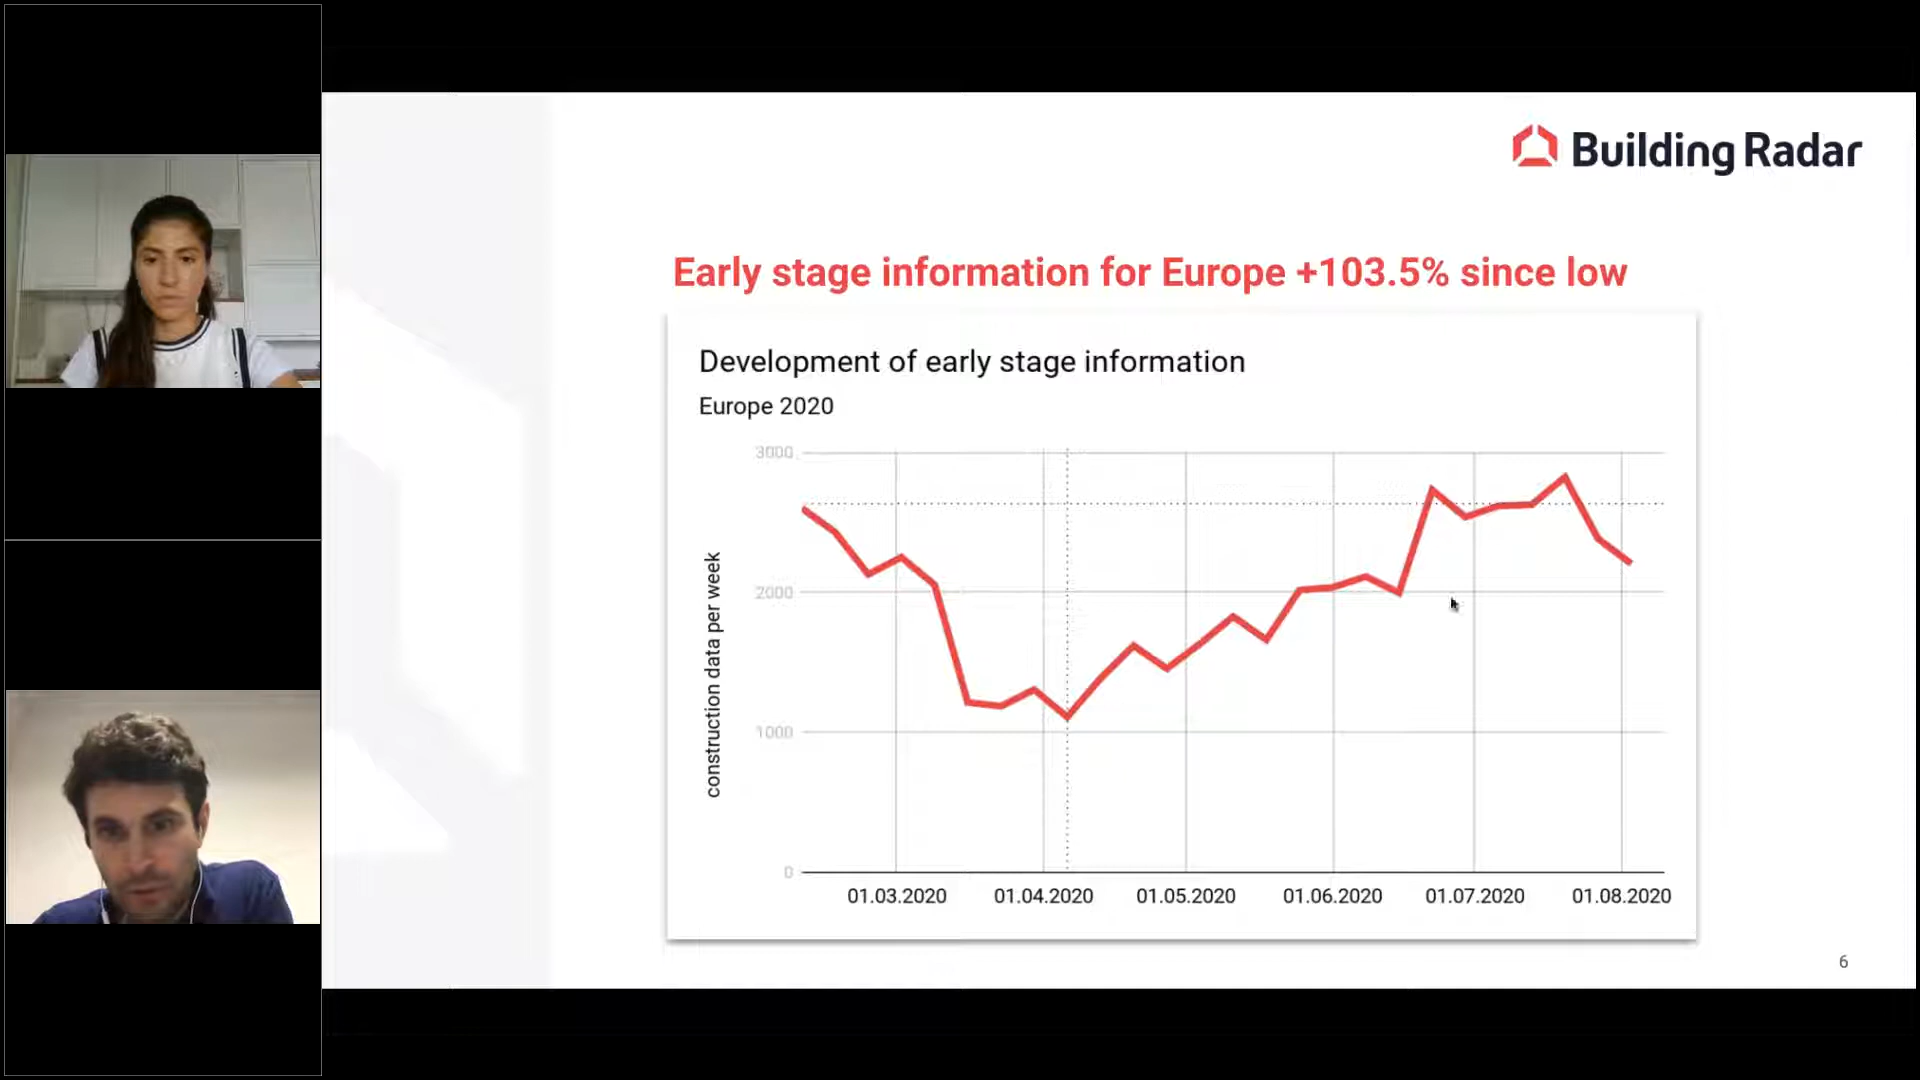 Building Radar
Early stage information for Europe +103.5% since low
Development of early stage information
Europe 2020
construction data per week
3000
2000
1000
0
01.03.2020
01.04.2020
01.05.2020
01.06.2020
01.07.2020
01.08.2020
6